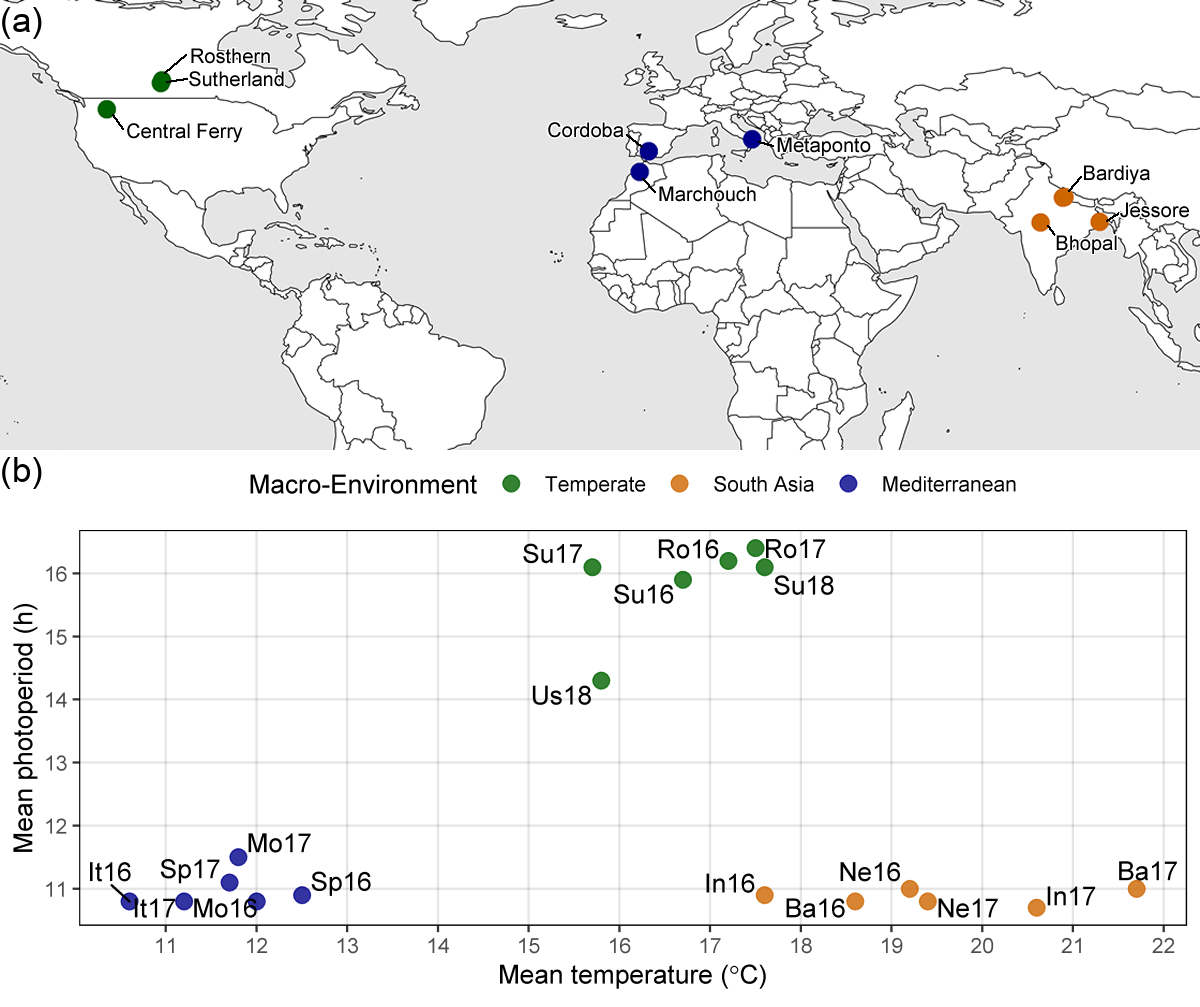 (a)
Rosthern
Sutherland
Central Ferry
Cordoba
Metaponto
Marchouch
Bardiya
Jessore
Bhopal
(b)
Macro-Environment Temperate South Asia Mediterranean
Mean photoperiod (h)
16
15
14
13
12
11
Su17
Ro16
Ro17
Su16
Su18
Us18
Mo17
It16
Sp17
Sp16
It17
Mo16
In16
Ne16
Ba17
Ba16
Ne17
In17
11 12 13 14 15 16 17 18 19 20 21 22
Mean temperature (°C)